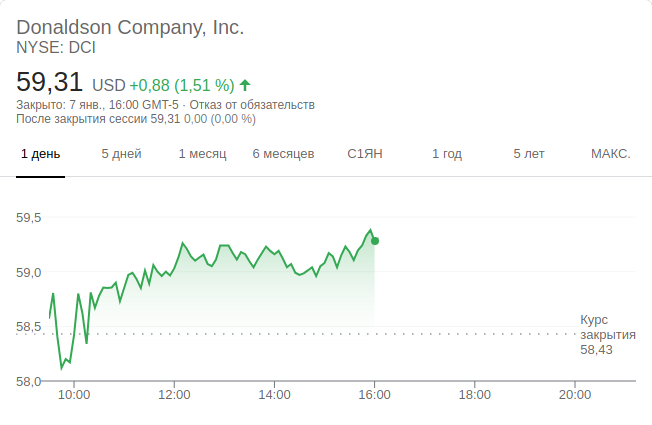 Donaldson Company, Inc.
NYSE: DCI
59,31 USD +0,88 (1,51 %)
Закрыто: 7 янв., 16:00 GMT-5 · Отказ от обязательств
После закрытия сессии 59,31 0,00 (0,00 %)
1 день 5 дней 1 месяц 6 месяцев С1ЯН 1 год 5 лет МАКС.
59,5
59,0
58,5
Курс
закрытия
58,43
58,0
10:00 12:00 14:00 16:00 18:00 20:00